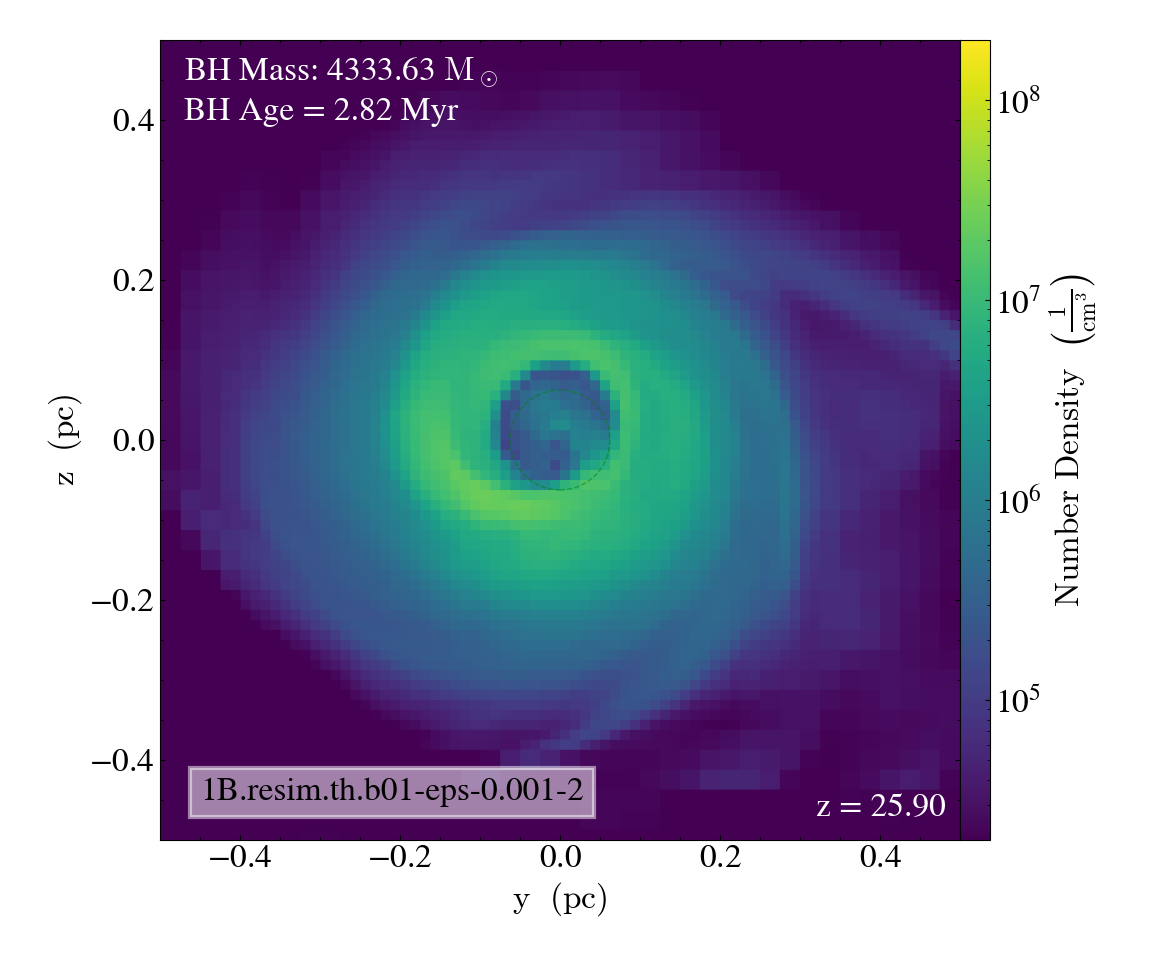 BH Mass: 4333.63 M⊙
BH Age = 2.82 Myr
0.4
0.2
0.0
−0.2
−0.4
z (pc)
1B.resim.th.b01-eps-0.001-2
z = 25.90
−0.4 −0.2 0.0 0.2 0.4
y (pc)
10⁸
10⁷
10⁶
10⁵
Number Density (1/cm³)